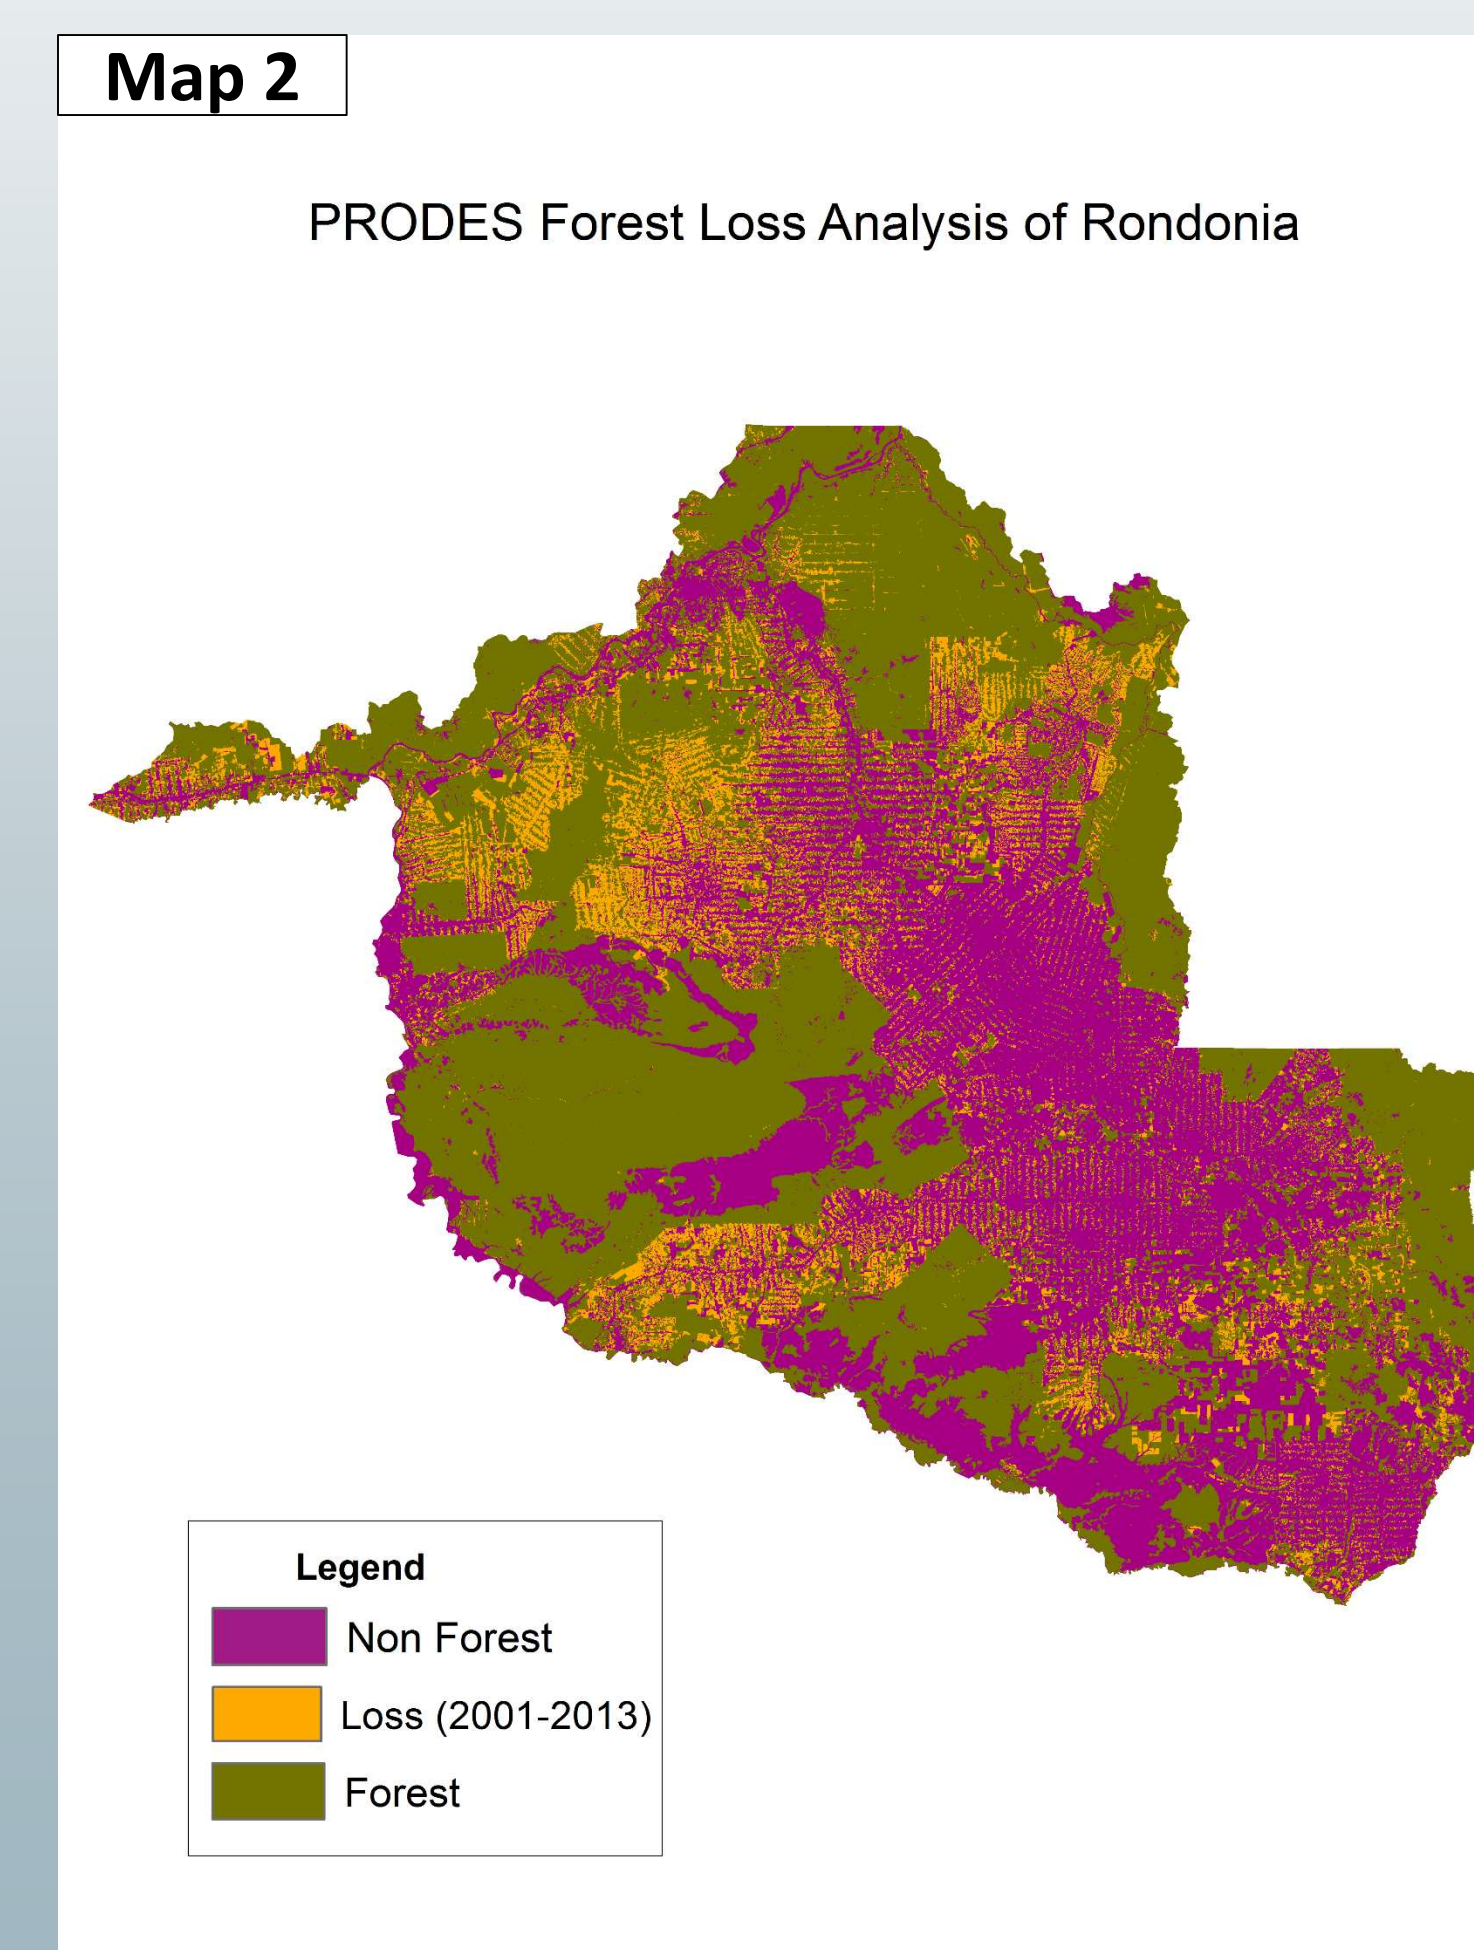 Map 2
PRODES Forest Loss Analysis of Rondonia
Legend
Non Forest
Loss (2001-2013)
Forest